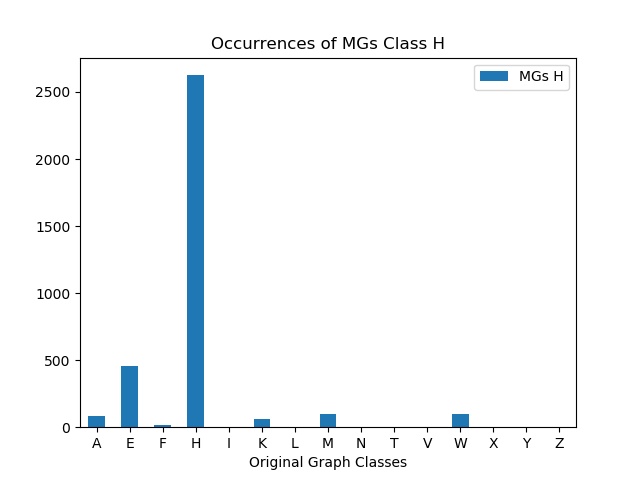 Occurrences of MGs Class H
MGs H
2500
2000
1500
1000
500
0
A E F H I K L M N T V W X Y Z
Original Graph Classes